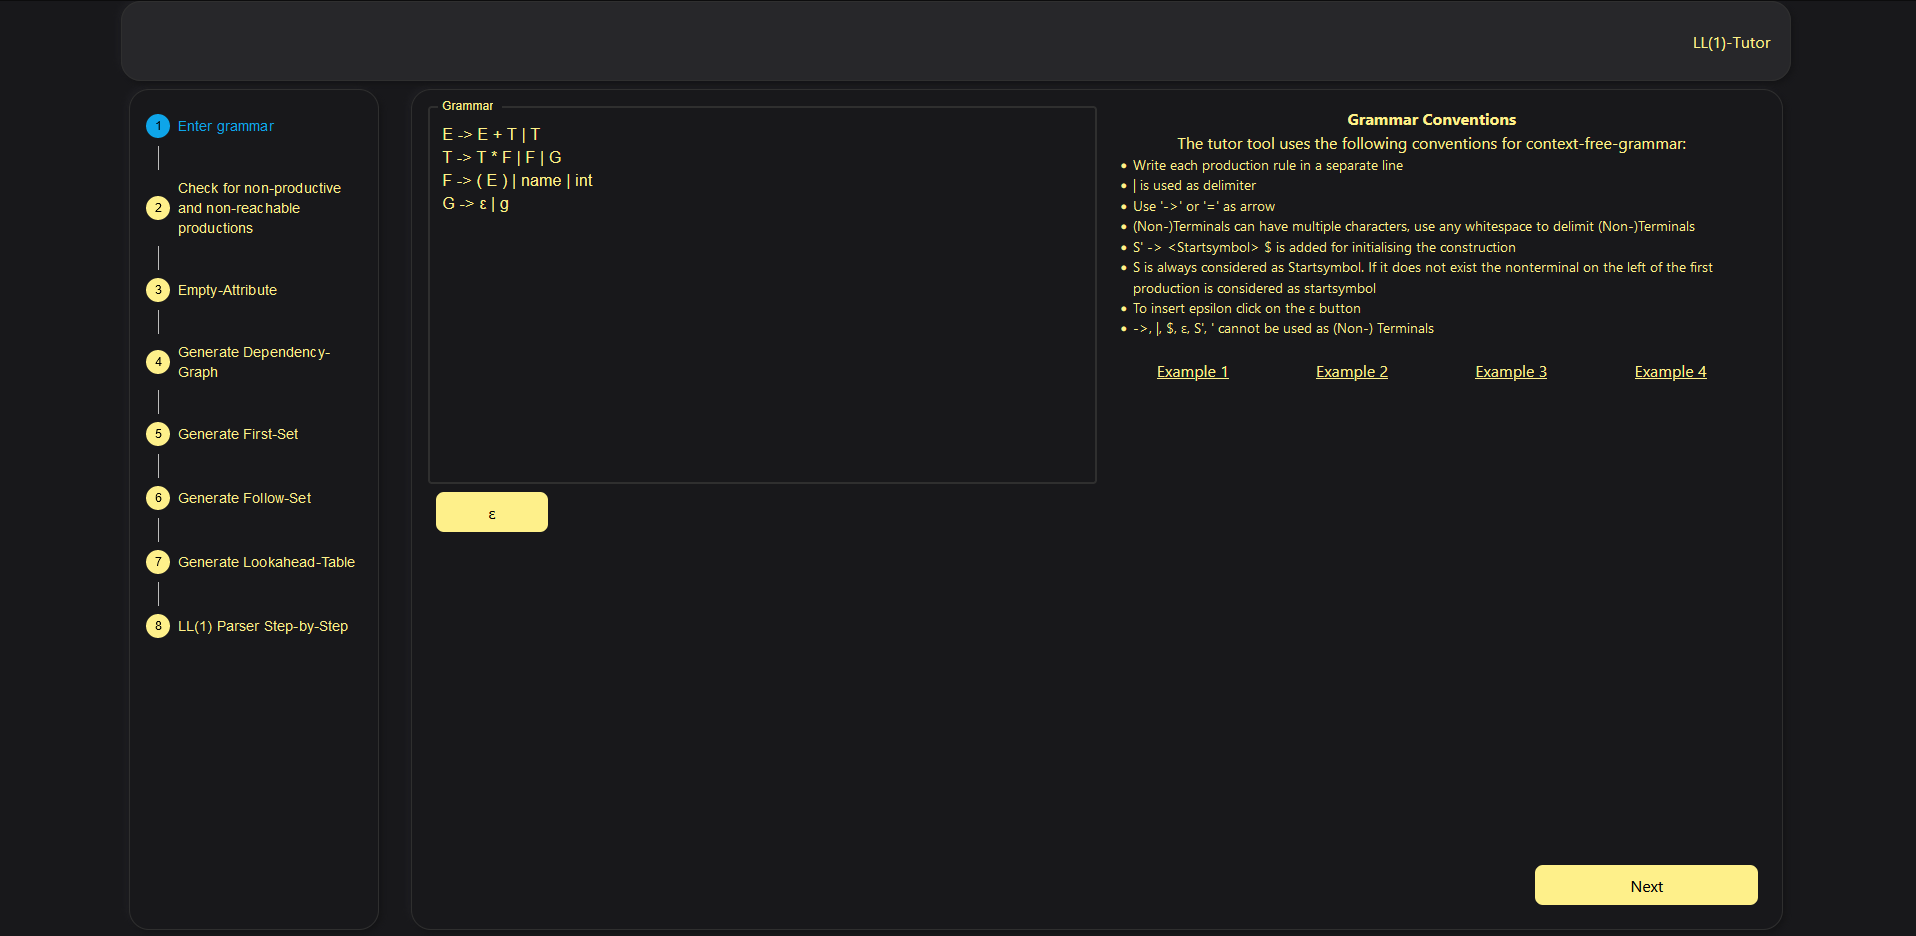 LL(1)-Tutor
1 Enter grammar
2 Check for non-productive
and non-reachable
productions
3 Empty-Attribute
4 Generate Dependency-
Graph
5 Generate First-Set
6 Generate Follow-Set
7 Generate Lookahead-Table
8 LL(1) Parser Step-by-Step
Grammar
E -> E + T | T
T -> T * F | F | G
F -> ( E ) | name | int
G -> ε | g
ε
Grammar Conventions
The tutor tool uses the following conventions for context-free-grammar:
• Write each production rule in a separate line
• | is used as delimiter
• Use '->' or '=' as arrow
• (Non-)Terminals can have multiple characters, use any whitespace to delimit (Non-)Terminals
• S' -> <Startsymbol> $ is added for initialising the construction
• S is always considered as Startsymbol. If it does not exist the nonterminal on the left of the first
production is considered as startsymbol
• To insert epsilon click on the ε button
• ->, |, $, ε, S', ' cannot be used as (Non-) Terminals
Example 1 Example 2 Example 3 Example 4
Next